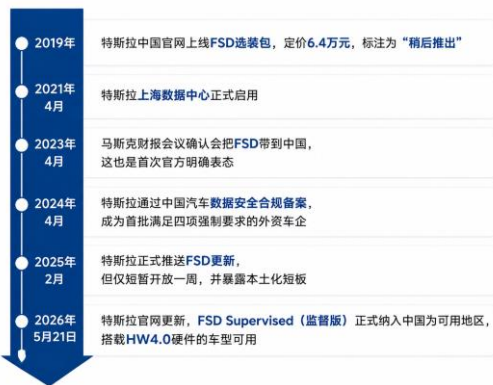 2019年
特斯拉中国官网上线FSD选装包，定价6.4万元，标注为“稍后推出”
2021年
4月
特斯拉上海数据中心正式启用
2023年
4月
马斯克财报会议确认会把FSD带到中国，
这也是首次官方明确表态
2024年
4月
特斯拉通过中国汽车数据安全合规备案，
成为首批满足四项强制要求的外资车企
2025年
2月
特斯拉正式推送FSD更新，
但仅短暂开放一周，并暴露本土化短板
2026年
5月21日
特斯拉官网更新，FSD Supervised（监督版）正式纳入中国为可用地区，
搭载HW4.0硬件的车型可用